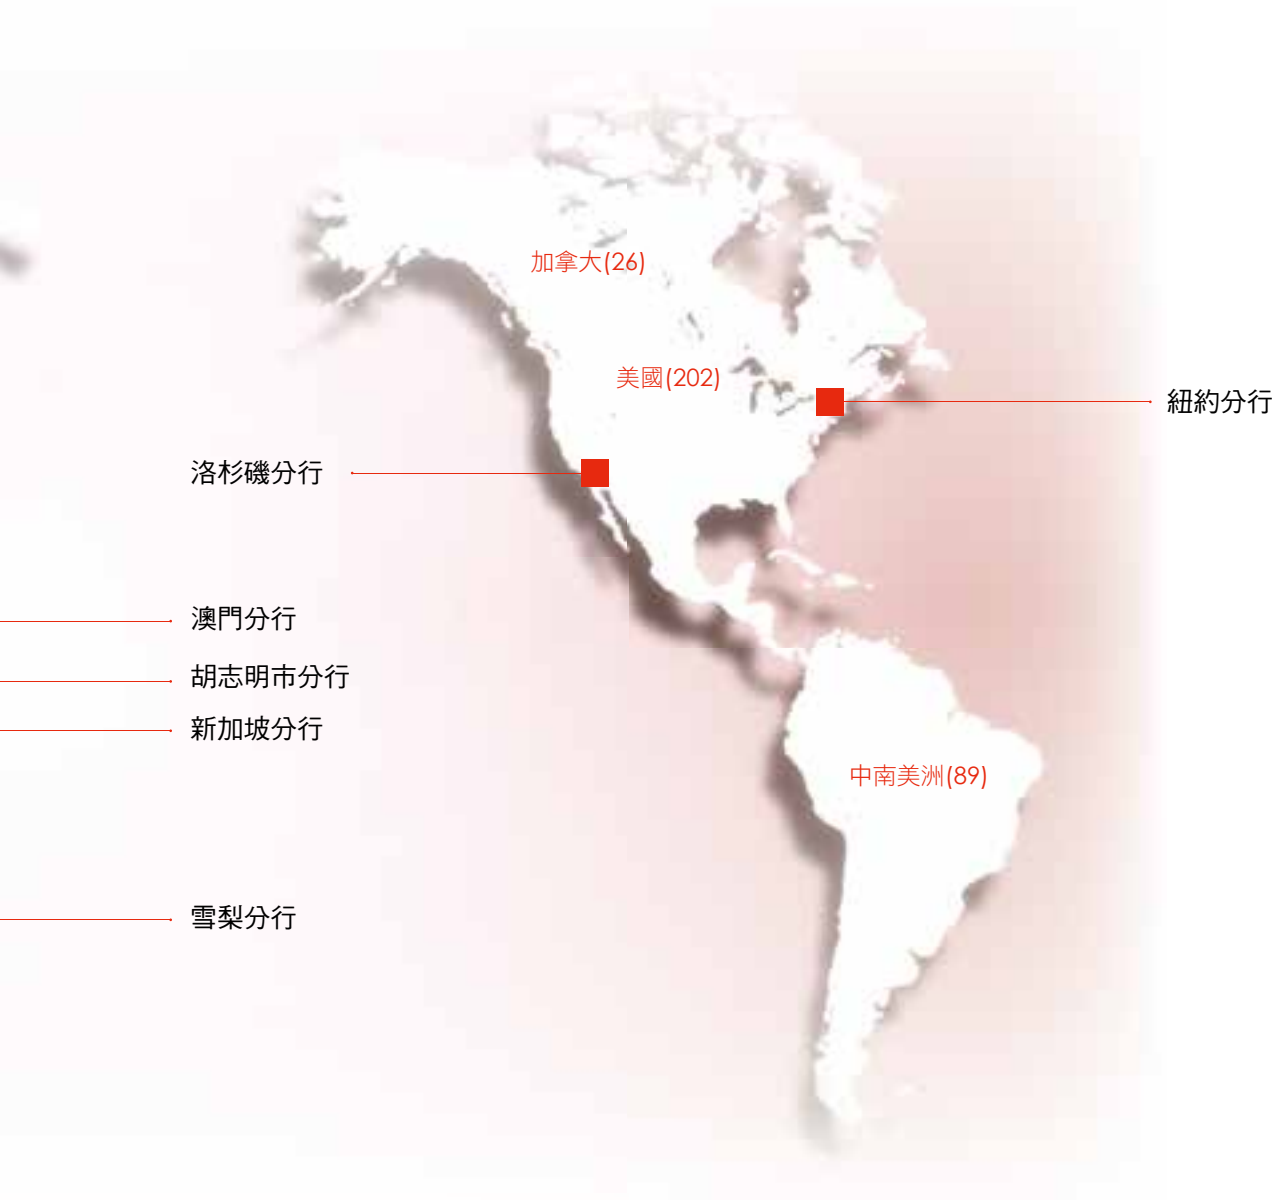 加拿大(26)
美國(202)
紐約分行
洛杉磯分行
澳門分行
胡志明市分行
新加坡分行
中南美洲(89)
雪梨分行